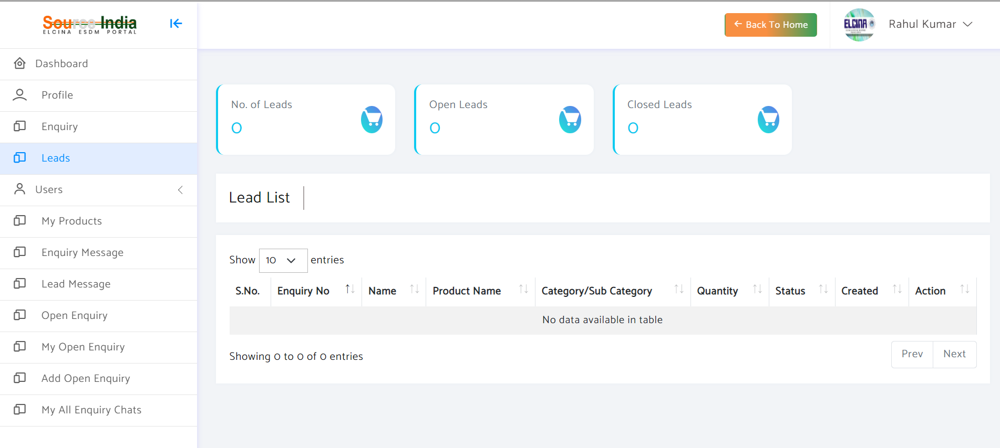 Source India
ELCINA ESDM PORTAL
Back To Home
ELCINA
Rahul Kumar
Dashboard
Profile
Enquiry
Leads
Users
My Products
Enquiry Message
Lead Message
Open Enquiry
My Open Enquiry
Add Open Enquiry
My All Enquiry Chats
No. of Leads
0
Open Leads
0
Closed Leads
0
Lead List
Show 10 entries
S.No. Enquiry No Name Product Name Category/Sub Category Quantity Status Created Action
No data available in table
Showing 0 to 0 of 0 entries
Prev Next